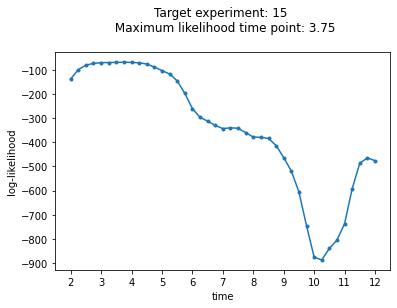 Target experiment: 15
Maximum likelihood time point: 3.75
−100
−200
−300
−400
−500
−600
−700
−800
−900
log-likelihood
2 3 4 5 6 7 8 9 10 11 12
time